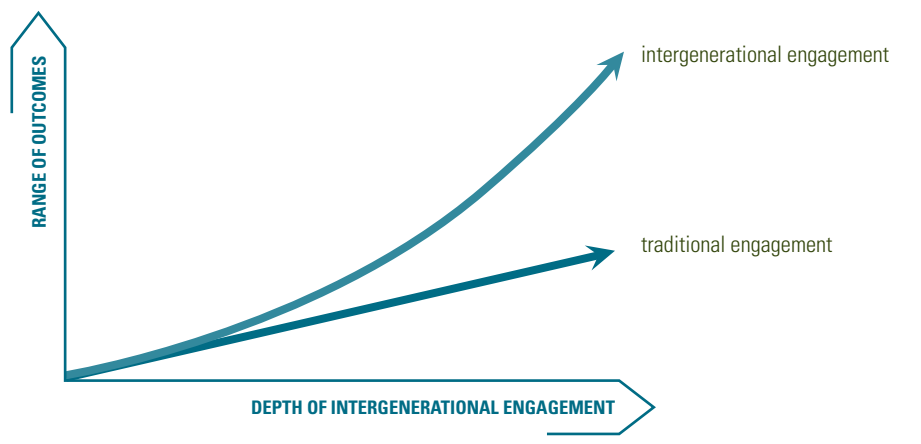 RANGE OF OUTCOMES
intergenerational engagement
traditional engagement
DEPTH OF INTERGENERATIONAL ENGAGEMENT